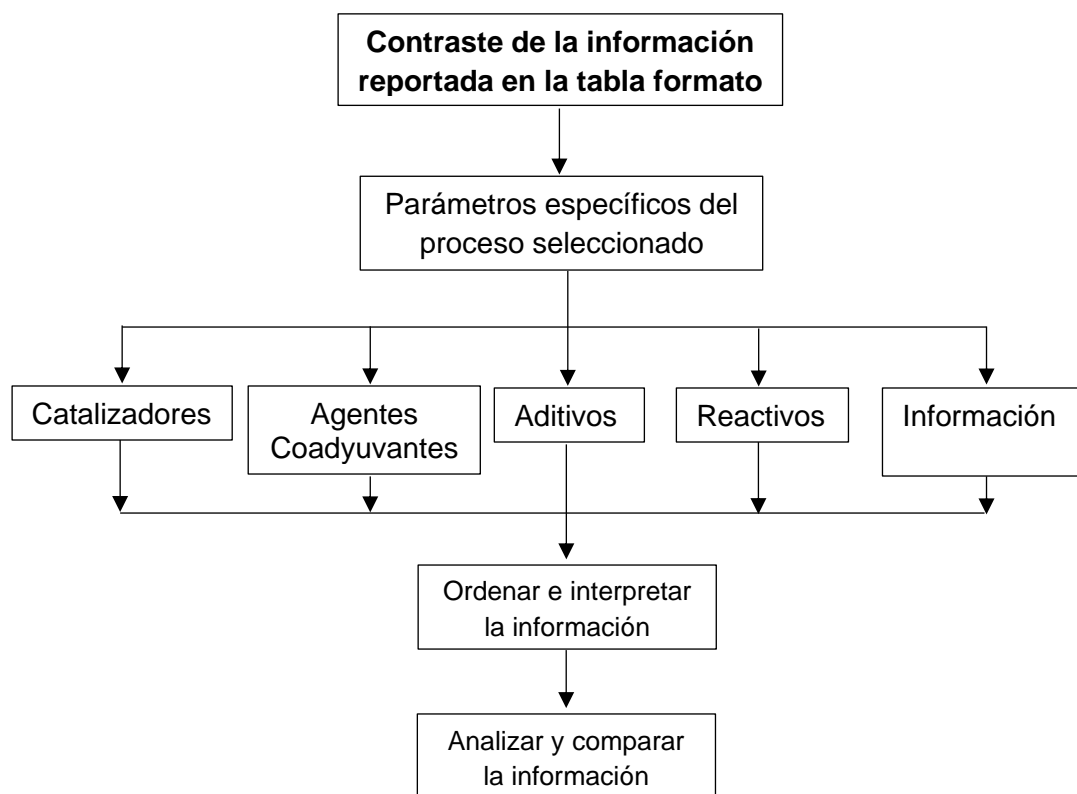 Contraste de la información
reportada en la tabla formato
Parámetros específicos del
proceso seleccionado
Catalizadores
Agentes
Coadyuvantes
Aditivos
Reactivos
Información
Ordenar e interpretar
la información
Analizar y comparar
la información